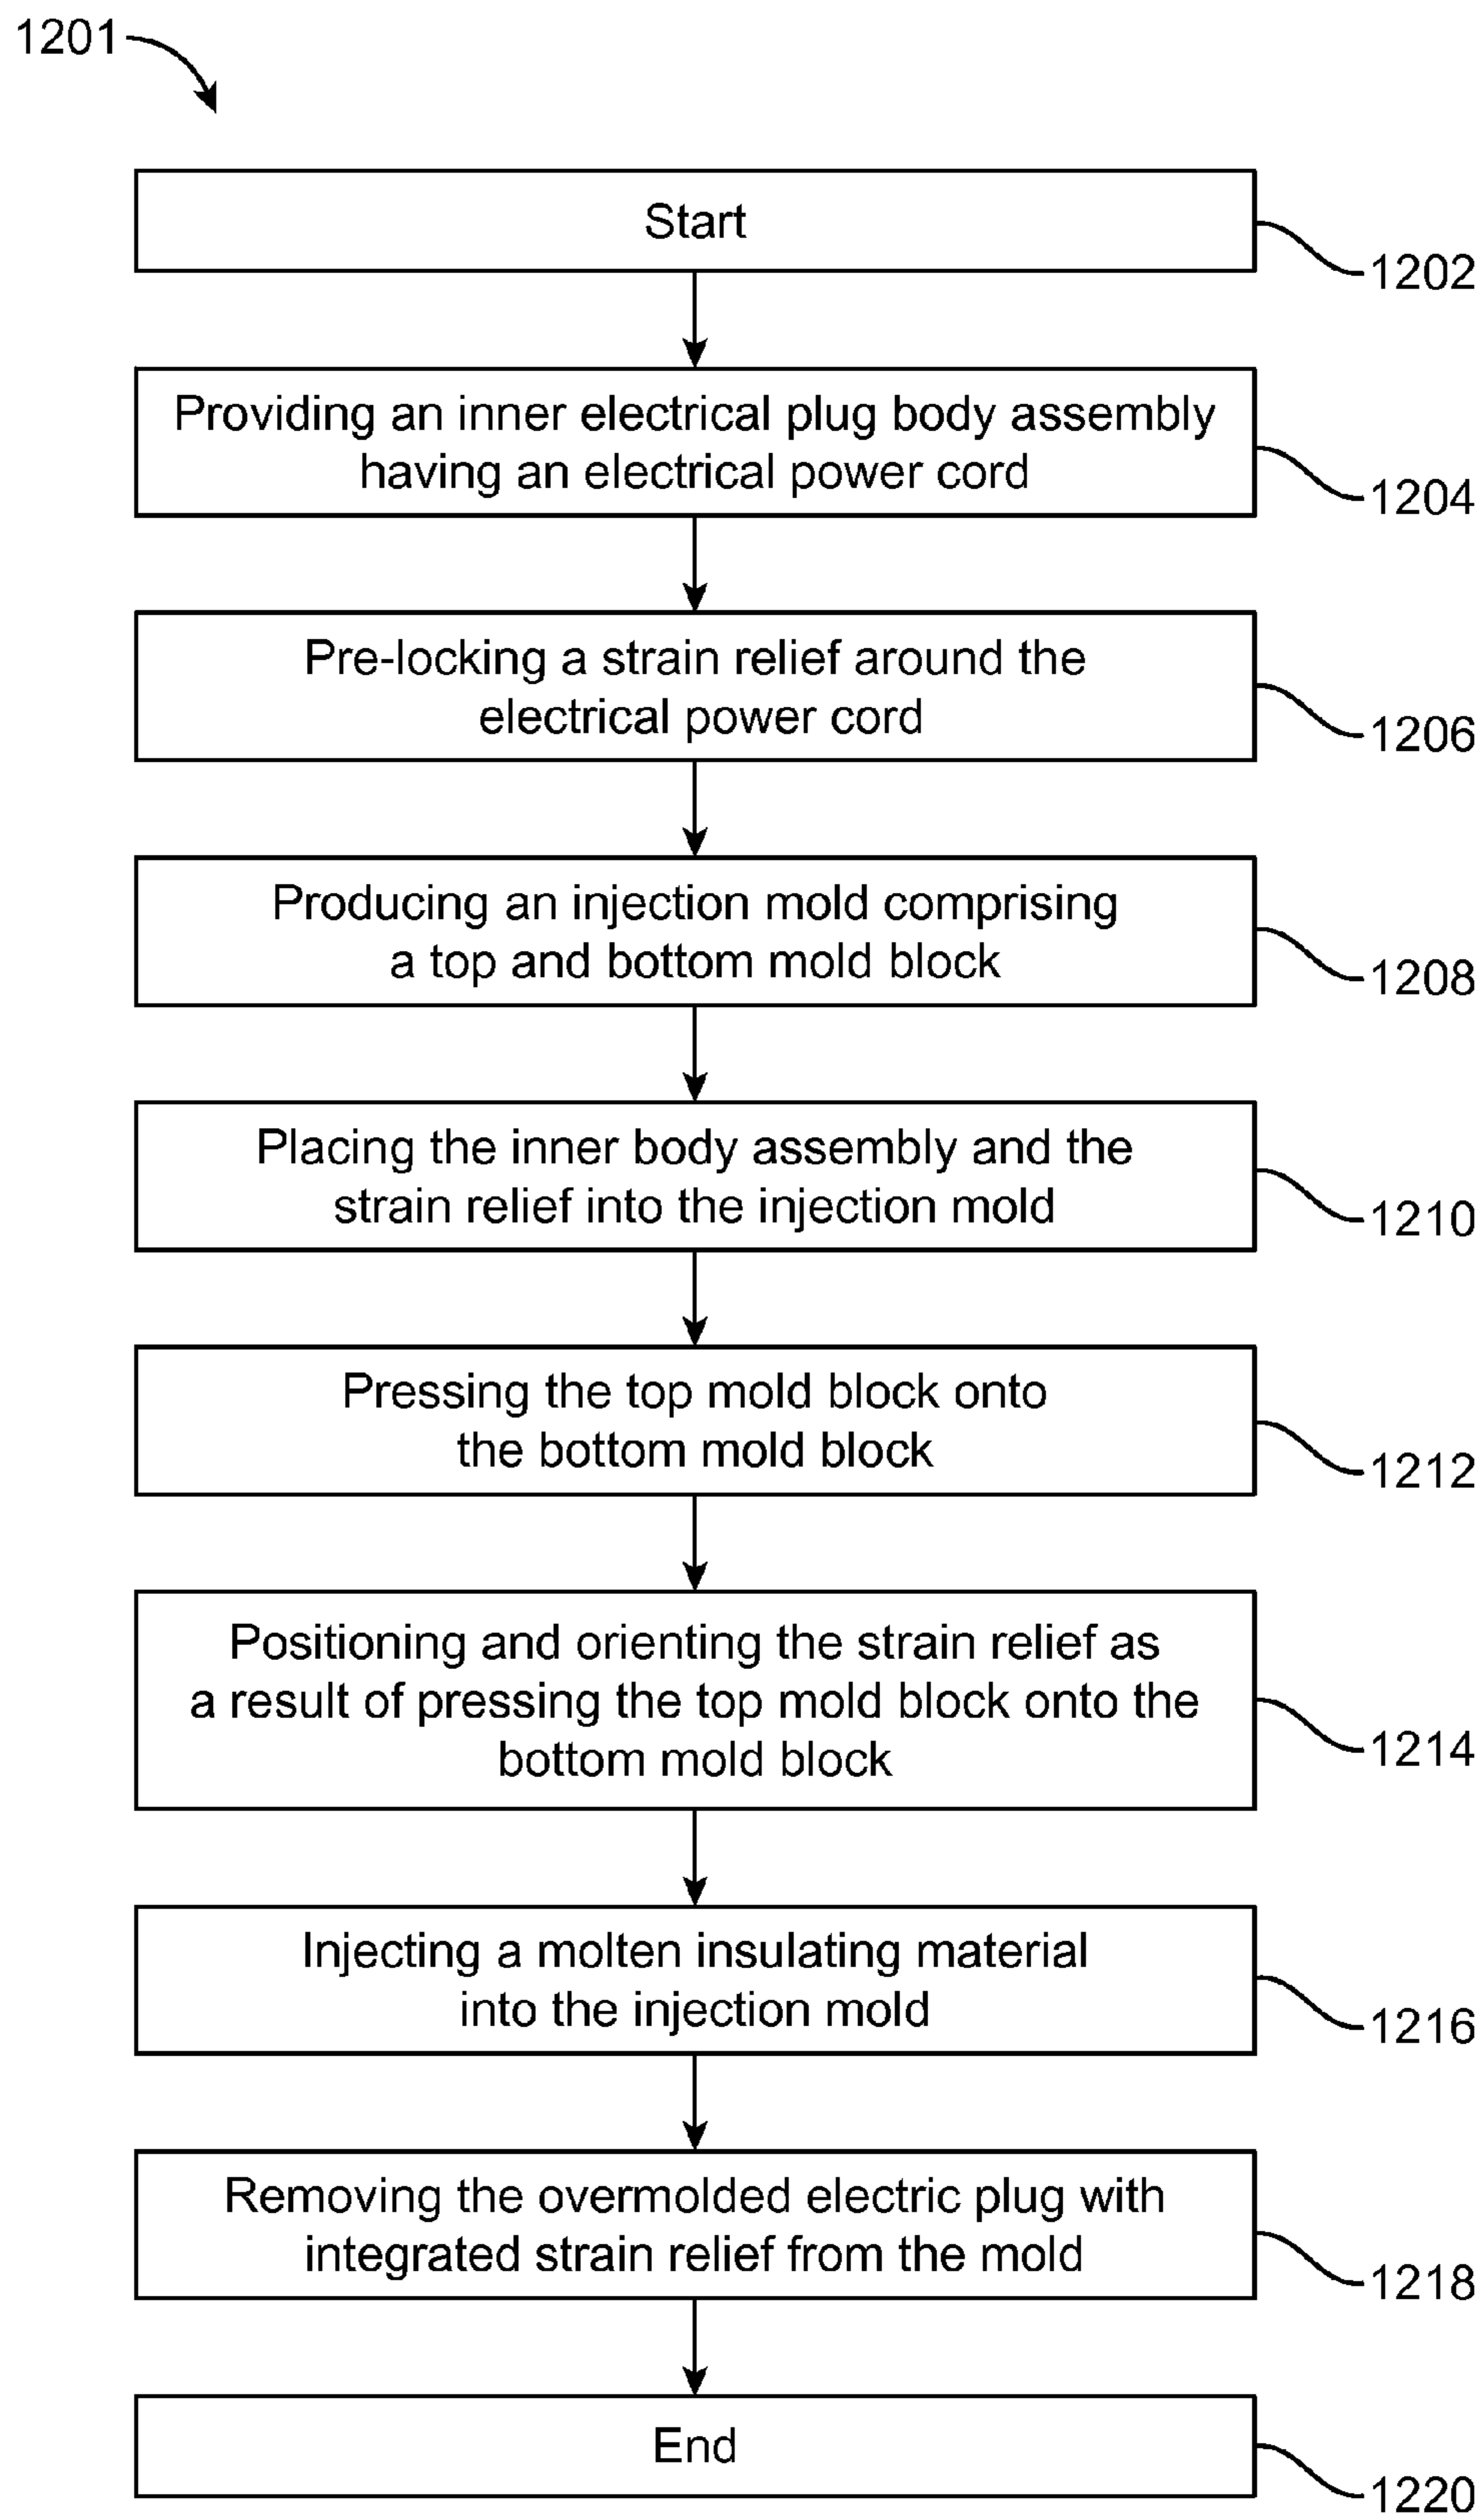 1201
Start
1202
Providing an inner electrical plug body assembly
having an electrical power cord
1204
Pre-locking a strain relief around the
electrical power cord
1206
Producing an injection mold comprising
a top and bottom mold block
1208
Placing the inner body assembly and the
strain relief into the injection mold
1210
Pressing the top mold block onto
the bottom mold block
1212
Positioning and orienting the strain relief as
a result of pressing the top mold block onto the
bottom mold block
1214
Injecting a molten insulating material
into the injection mold
1216
Removing the overmolded electric plug with
integrated strain relief from the mold
1218
End
1220